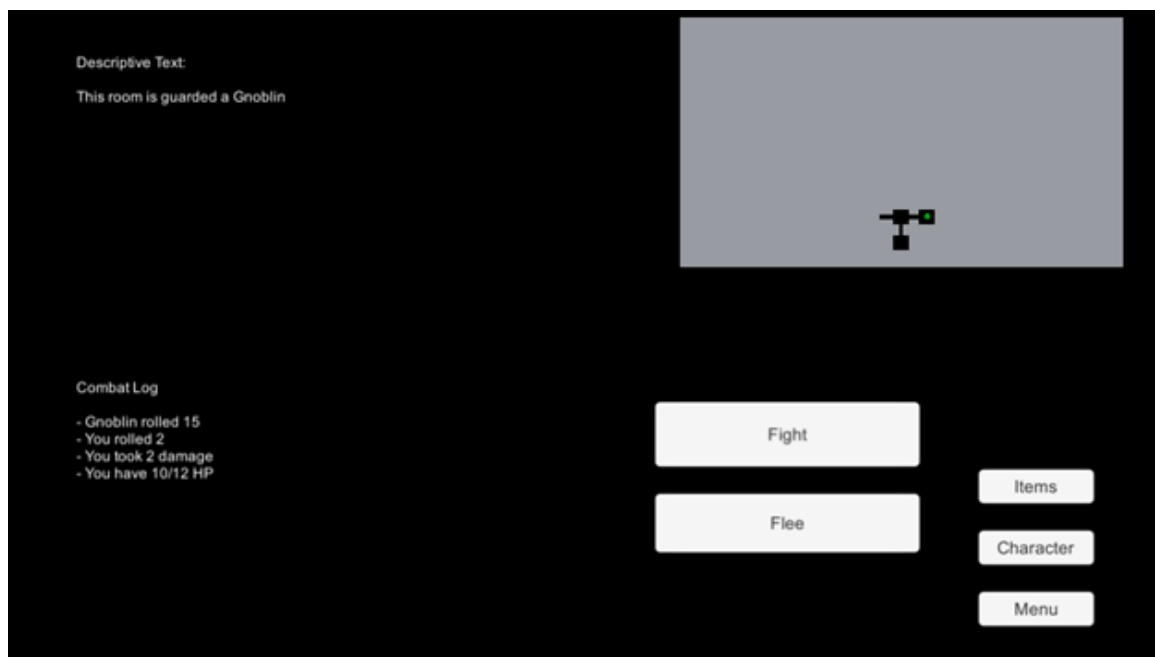 Descriptive Text:
This room is guarded a Gnoblin
Combat Log
- Gnoblin rolled 15
- You rolled 2
- You took 2 damage
- You have 10/12 HP
Fight
Flee
Items
Character
Menu